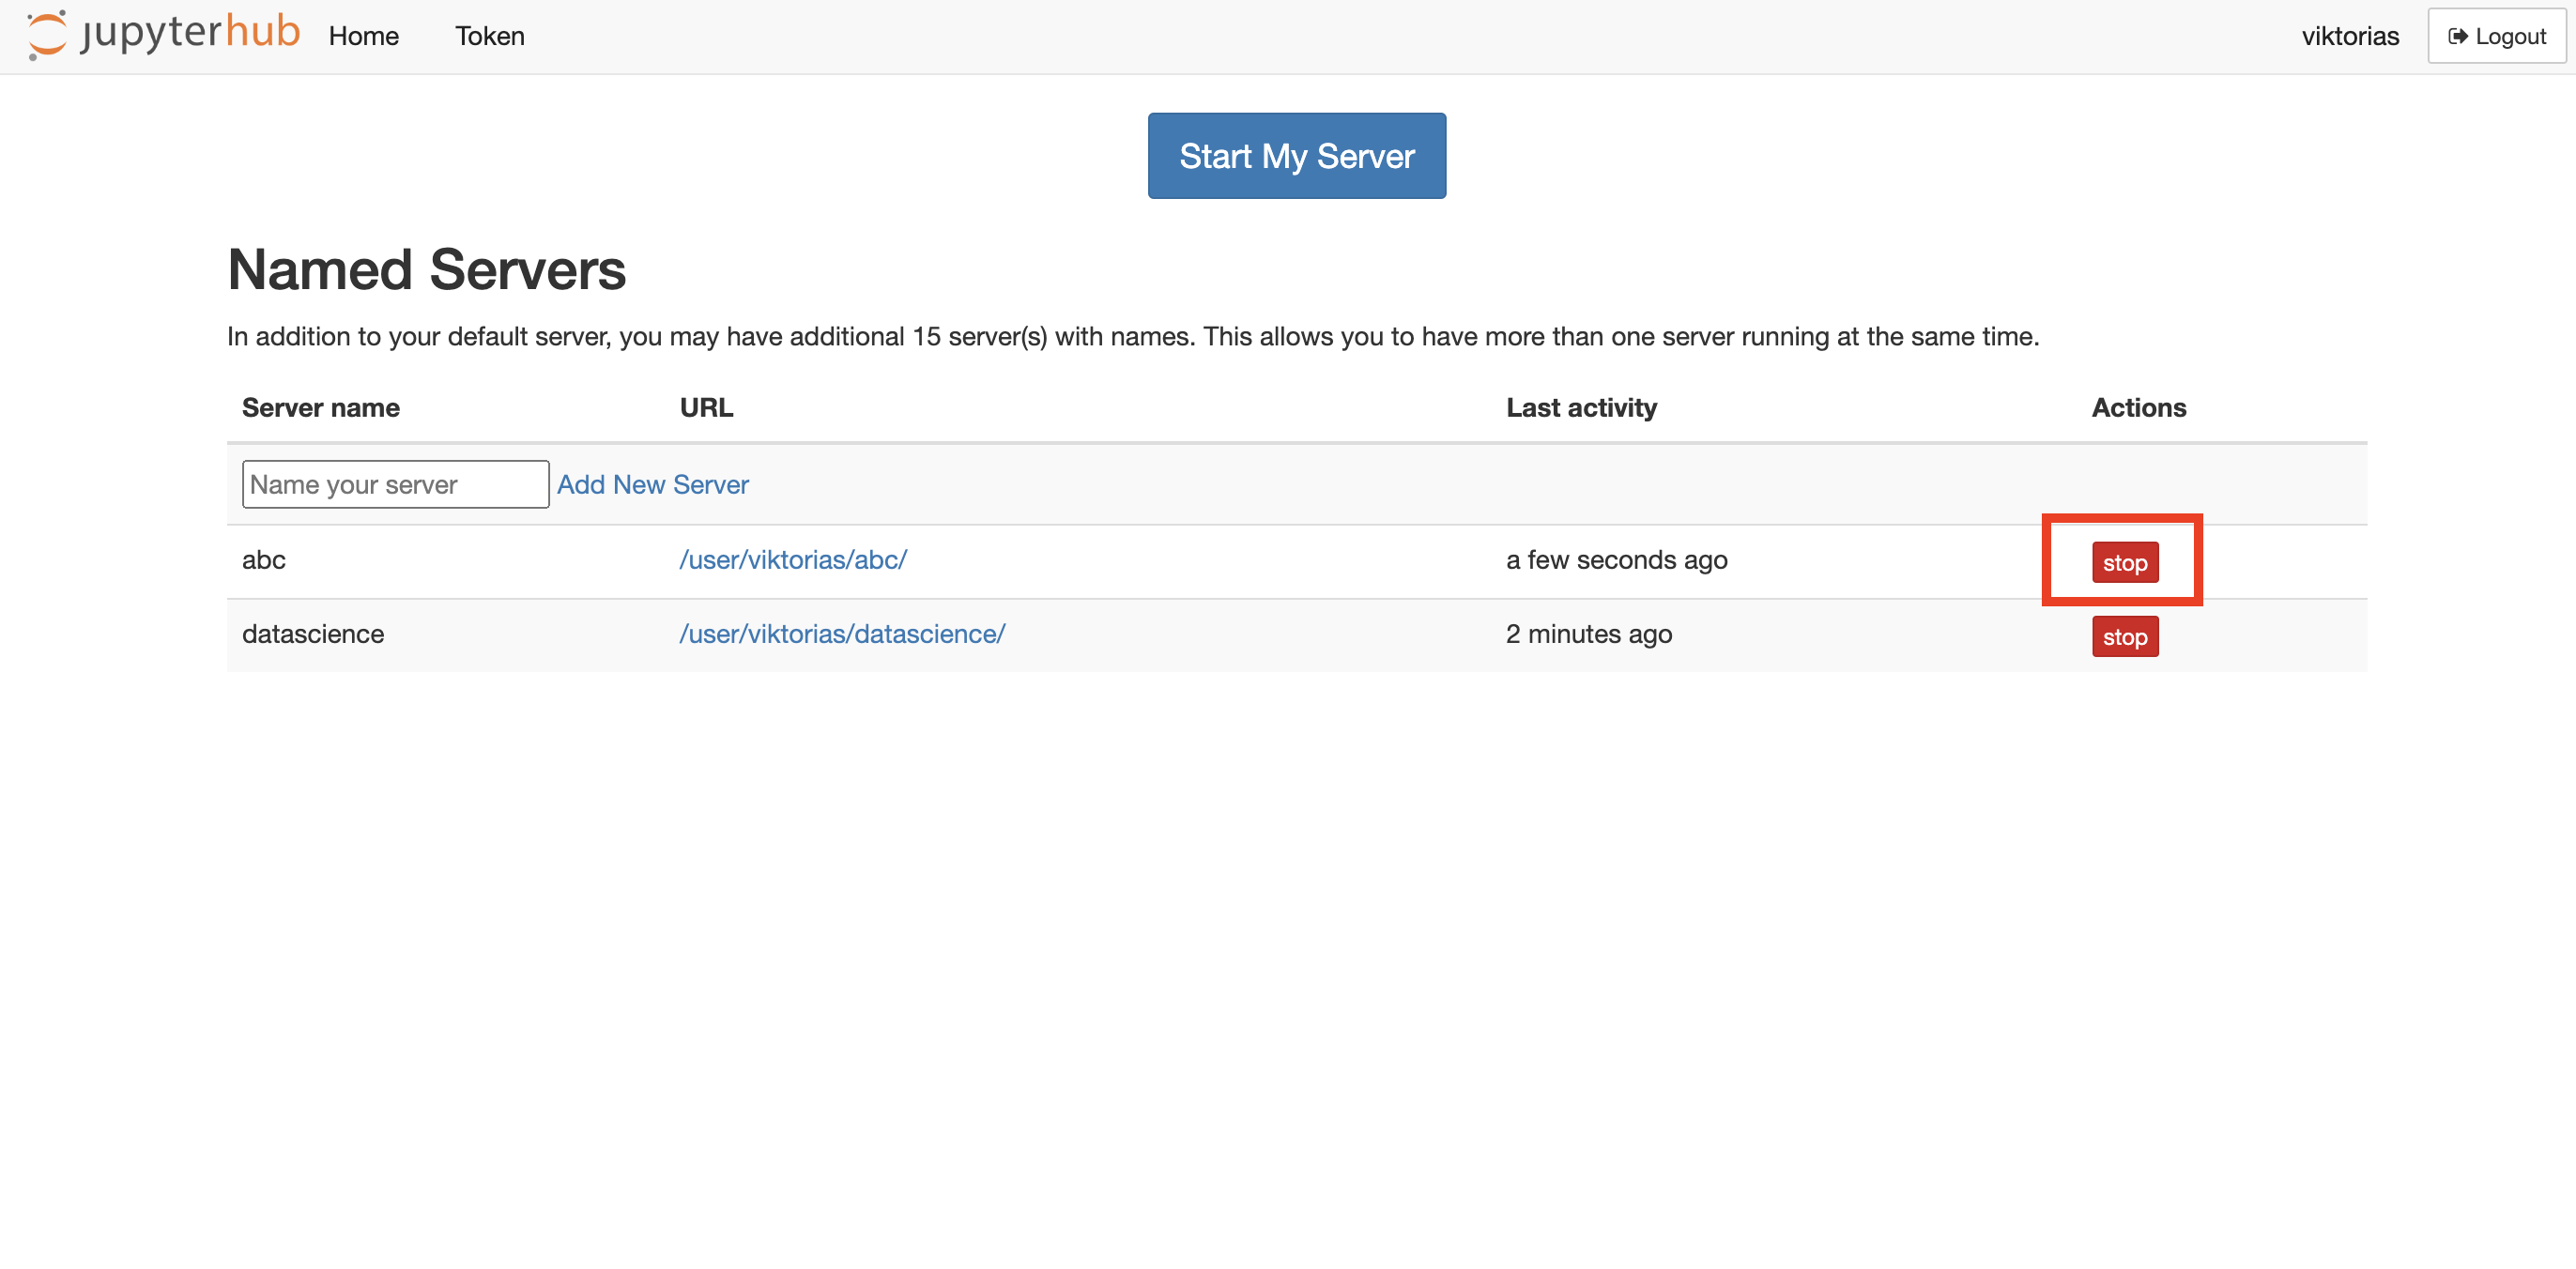 jupyterhub Home Token viktorias Logout
Start My Server
Named Servers
In addition to your default server, you may have additional 15 server(s) with names. This allows you to have more than one server running at the same time.
Server name URL Last activity Actions
Name your server Add New Server
abc /user/viktorias/abc/ a few seconds ago stop
datascience /user/viktorias/datascience/ 2 minutes ago stop